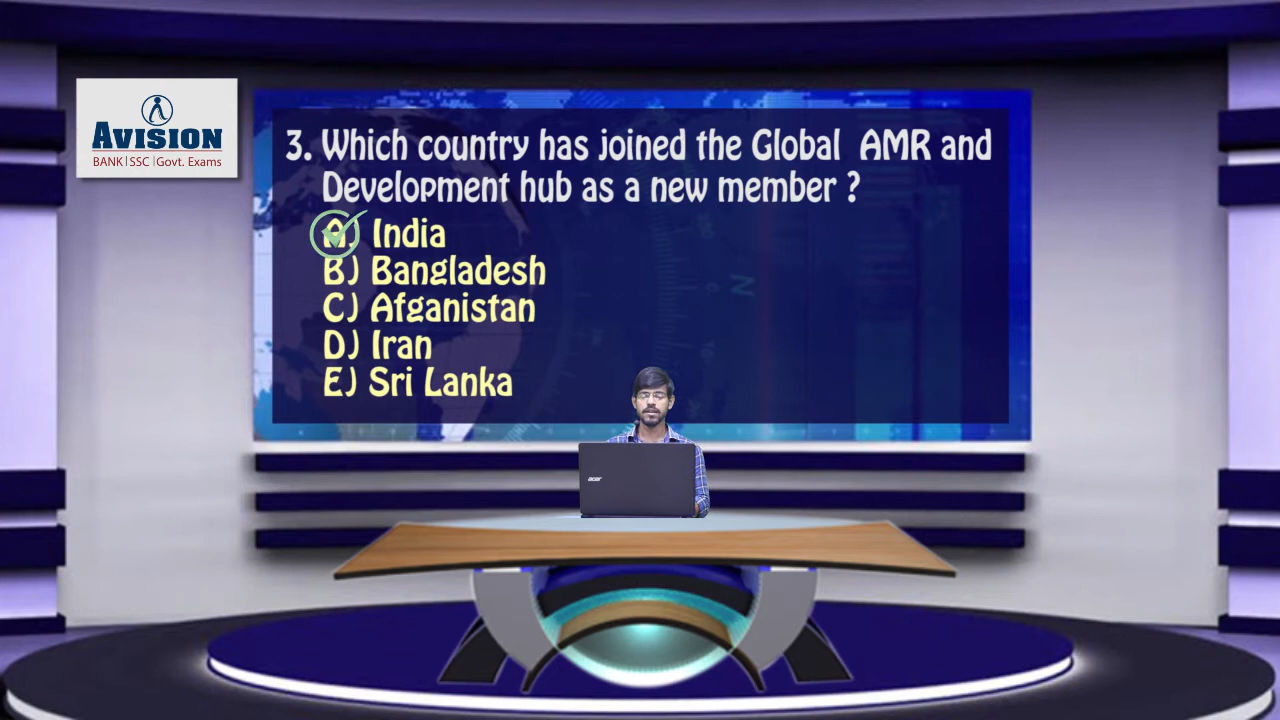 AVISION
BANK|SSC|Govt. Exams
3. Which country has joined the Global AMR and
Development hub as a new member ?
A) India
B) Bangladesh
C) Afganistan
D) Iran
E) Sri Lanka
acer